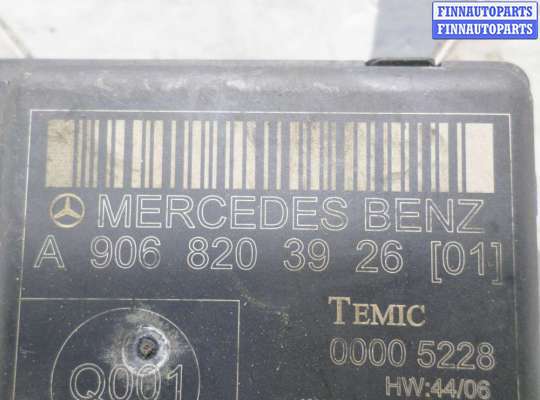 FINNAUTOPARTS
FINNAUTOPARTS
MERCEDES BENZ
A 906 820 39 26 [01]
TEMIC
0000 5228
Q001
HW:44/06